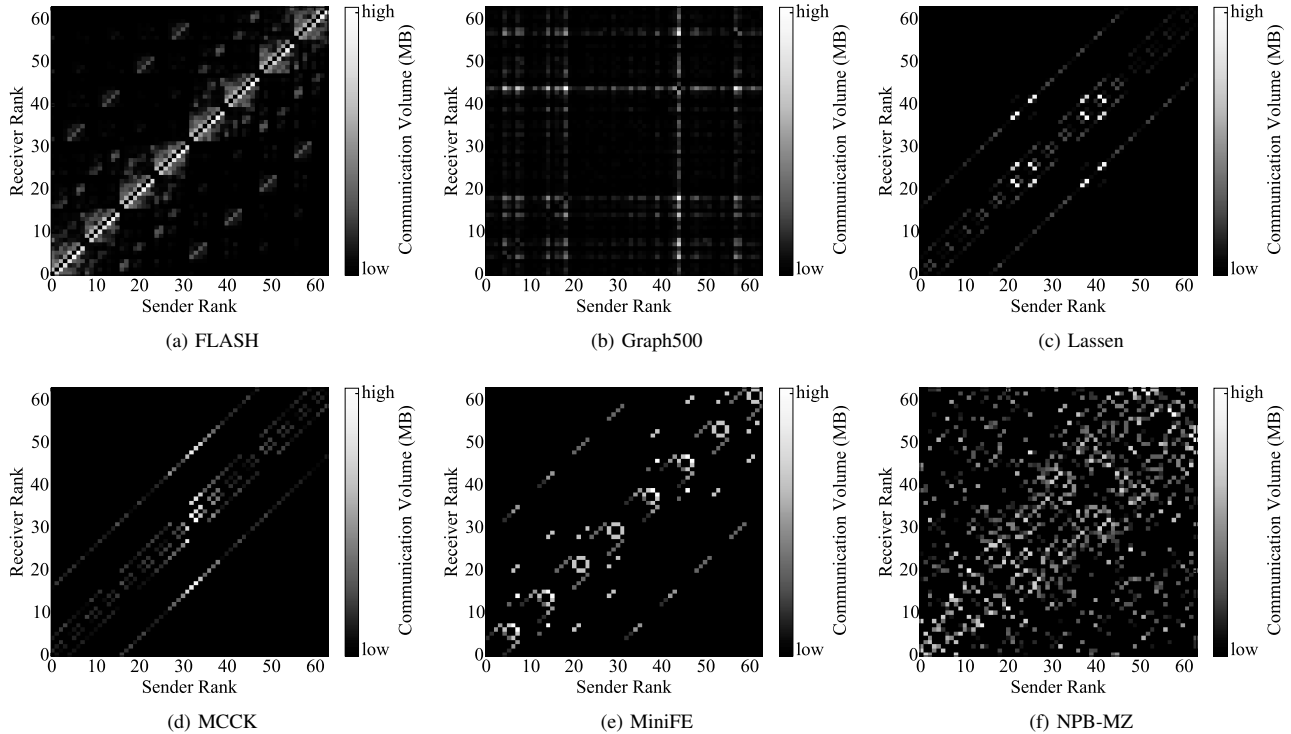 60
50
40
30
20
10
0
Receiver Rank
0 10 20 30 40 50 60
Sender Rank
high
low
Communication Volume (MB)
(a) FLASH
60
50
40
30
20
10
0
Receiver Rank
0 10 20 30 40 50 60
Sender Rank
high
low
Communication Volume (MB)
(b) Graph500
60
50
40
30
20
10
0
Receiver Rank
0 10 20 30 40 50 60
Sender Rank
high
low
Communication Volume (MB)
(c) Lassen
60
50
40
30
20
10
0
Receiver Rank
0 10 20 30 40 50 60
Sender Rank
high
low
Communication Volume (MB)
(d) MCCK
60
50
40
30
20
10
0
Receiver Rank
0 10 20 30 40 50 60
Sender Rank
high
low
Communication Volume (MB)
(e) MiniFE
60
50
40
30
20
10
0
Receiver Rank
0 10 20 30 40 50 60
Sender Rank
high
low
Communication Volume (MB)
(f) NPB-MZ